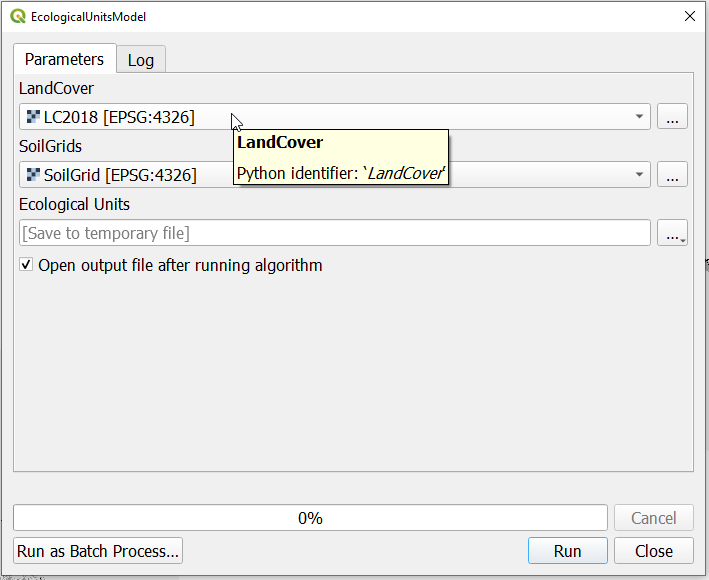 EcologicalUnitsModel
Parameters
Log
LandCover
LC2018 [EPSG:4326]
...
LandCover
Python identifier: `LandCover`
SoilGrids
SoilGrid [EPSG:4326]
...
Ecological Units
[Save to temporary file]
...
Open output file after running algorithm
0%
Cancel
Run as Batch Process...
Run
Close